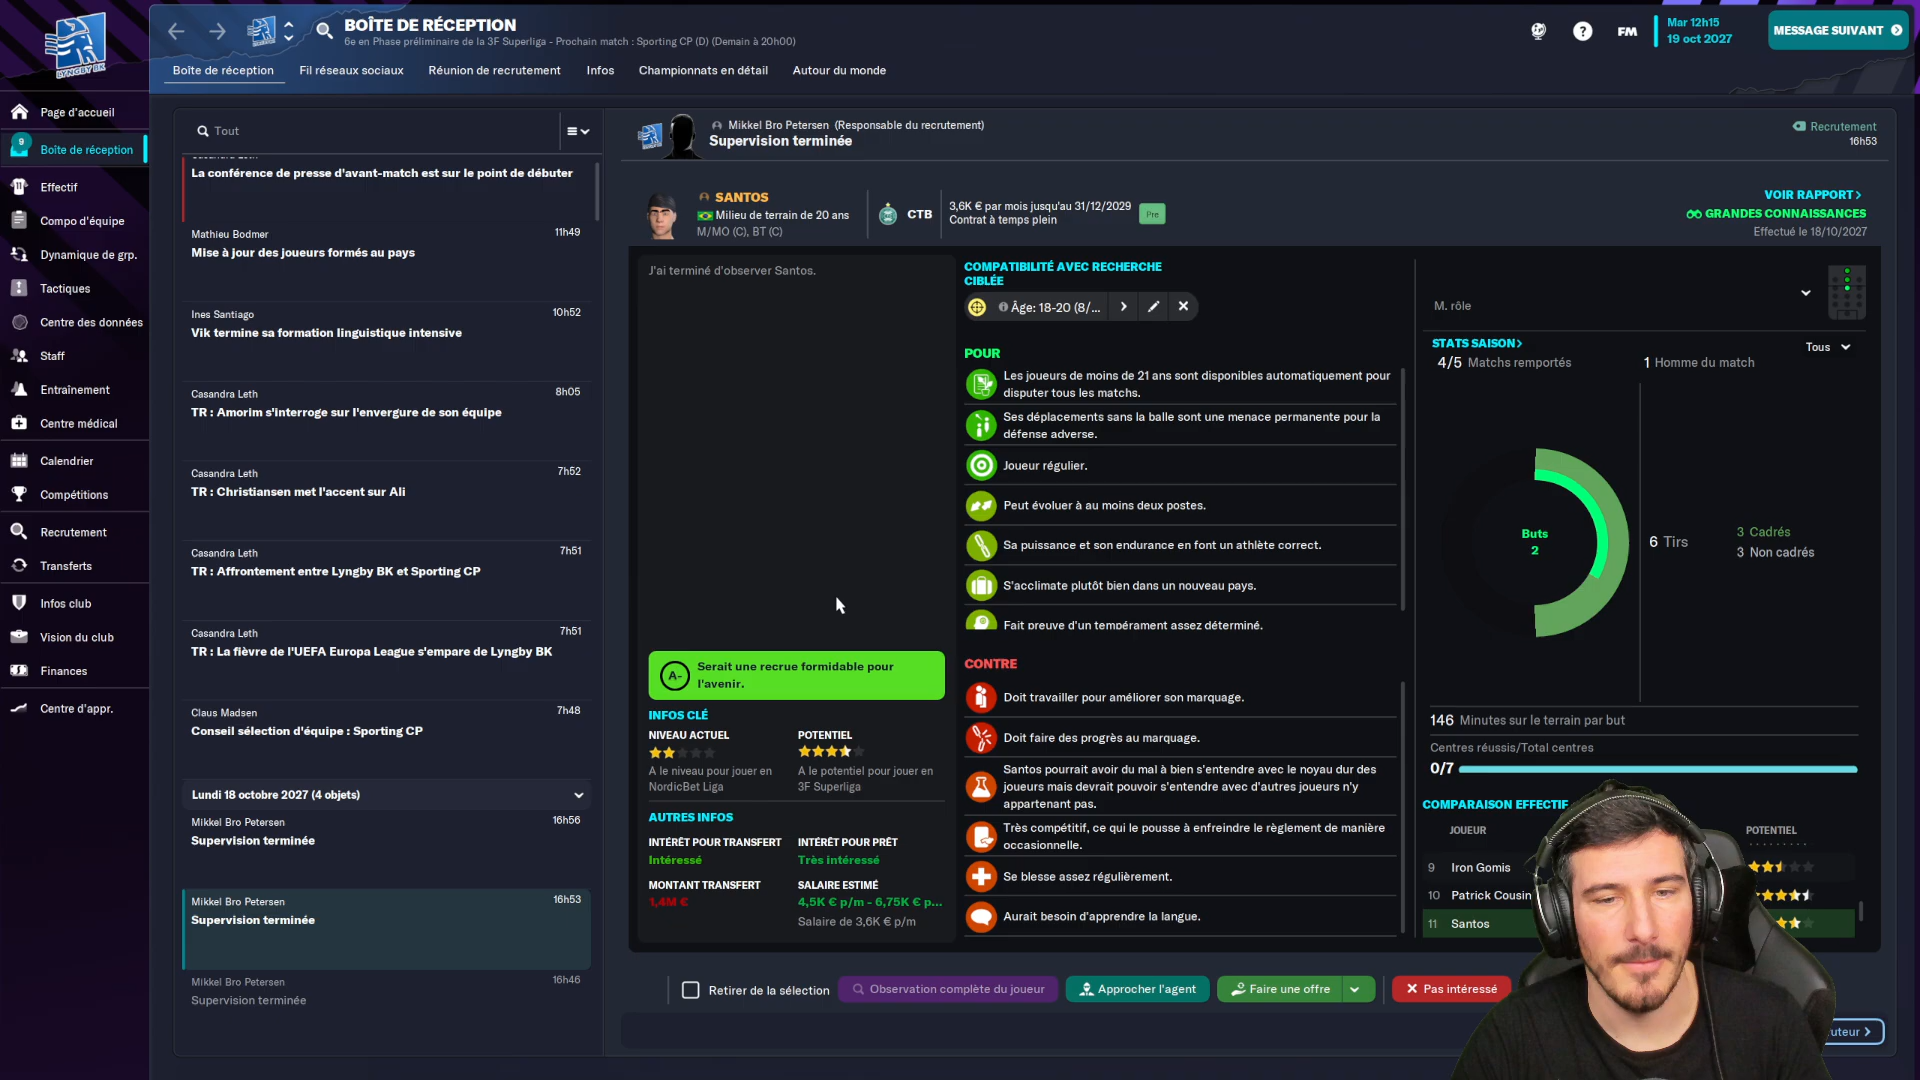 LYNGBY BK
BOÎTE DE RÉCEPTION
6e en Phase préliminaire de la 3F Superliga - Prochain match : Sporting CP (D) (Demain à 20h00)
FM
Mar 12h15
19 oct 2027
MESSAGE SUIVANT
Boîte de réception
Fil réseaux sociaux
Réunion de recrutement
Infos
Championnats en détail
Autour du monde
Page d'accueil
9
Boîte de réception
Effectif
Compo d'équipe
Dynamique de grp.
Tactiques
Centre des données
Staff
Entraînement
Centre médical
Calendrier
Compétitions
Recrutement
Transferts
Infos club
Vision du club
Finances
Centre d'appr.
Tout
Casandra Leth
La conférence de presse d'avant-match est sur le point de débuter
Mathieu Bodmer 11h49
Mise à jour des joueurs formés au pays
Ines Santiago 10h52
Vik termine sa formation linguistique intensive
Casandra Leth 8h05
TR : Amorim s'interroge sur l'envergure de son équipe
Casandra Leth 7h52
TR : Christiansen met l'accent sur Ali
Casandra Leth 7h51
TR : Affrontement entre Lyngby BK et Sporting CP
Casandra Leth 7h51
TR : La fièvre de l'UEFA Europa League s'empare de Lyngby BK
Claus Madsen 7h48
Conseil sélection d'équipe : Sporting CP
Lundi 18 octobre 2027 (4 objets)
Mikkel Bro Petersen 16h56
Supervision terminée
Mikkel Bro Petersen 16h53
Supervision terminée
Mikkel Bro Petersen 16h46
Supervision terminée
Mikkel Bro Petersen (Responsable du recrutement)
Supervision terminée
Recrutement
16h53
SANTOS
Milieu de terrain de 20 ans
M/MO (C), BT (C)
CTB
3,6K € par mois jusqu'au 31/12/2029
Contrat à temps plein
Pre
VOIR RAPPORT>
GRANDES CONNAISSANCES
Effectué le 18/10/2027
J'ai terminé d'observer Santos.
A-
Serait une recrue formidable pour
l'avenir.
INFOS CLÉ
NIVEAU ACTUEL
A le niveau pour jouer en
NordicBet Liga
POTENTIEL
A le potentiel pour jouer en
3F Superliga
AUTRES INFOS
INTÉRÊT POUR TRANSFERT
Intéressé
INTÉRÊT POUR PRÊT
Très intéressé
MONTANT TRANSFERT
1,4M €
SALAIRE ESTIMÉ
4,5K € p/m - 6,75K € p...
Salaire de 3,6K € p/m
COMPATIBILITÉ AVEC RECHERCHE
CIBLÉE
Âge: 18-20 (8/...
POUR
Les joueurs de moins de 21 ans sont disponibles automatiquement pour
disputer tous les matchs.
Ses déplacements sans la balle sont une menace permanente pour la
défense adverse.
Joueur régulier.
Peut évoluer à au moins deux postes.
Sa puissance et son endurance en font un athlète correct.
S'acclimate plutôt bien dans un nouveau pays.
Fait preuve d'un tempérament assez déterminé.
CONTRE
Doit travailler pour améliorer son marquage.
Doit faire des progrès au marquage.
Santos pourrait avoir du mal à bien s'entendre avec le noyau dur des
joueurs mais devrait pouvoir s'entendre avec d'autres joueurs n'y
appartenant pas.
Très compétitif, ce qui le pousse à enfreindre le règlement de manière
occasionnelle.
Se blesse assez régulièrement.
Aurait besoin d'apprendre la langue.
M. rôle
STATS SAISON>
Tous
4/5 Matchs remportés
1 Homme du match
Buts
2
6 Tirs
3 Cadrés
3 Non cadrés
146 Minutes sur le terrain par but
Centres réussis/Total centres
0/7
COMPARAISON EFFECTIF
JOUEUR
POTENTIEL
9 Iron Gomis
10 Patrick Cousin
11 Santos
Retirer de la sélection
Observation complète du joueur
Approcher l'agent
Faire une offre
Pas intéressé